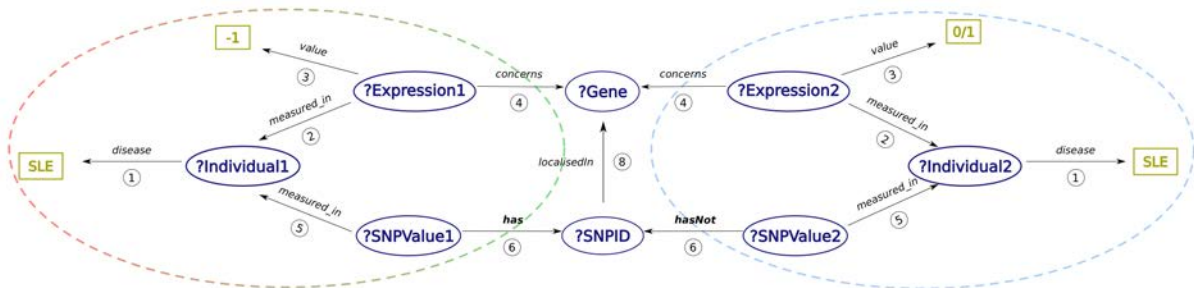 -1
value
3
?Expression1
concerns
4
?Gene
concerns
4
?Expression2
value
3
0/1
measured_in
2
measured_in
2
SLE
disease
1
?Individual1
localisedIn
8
?Individual2
disease
1
SLE
measured_in
5
?SNPValue1
has
6
?SNPID
hasNot
6
?SNPValue2
measured_in
5